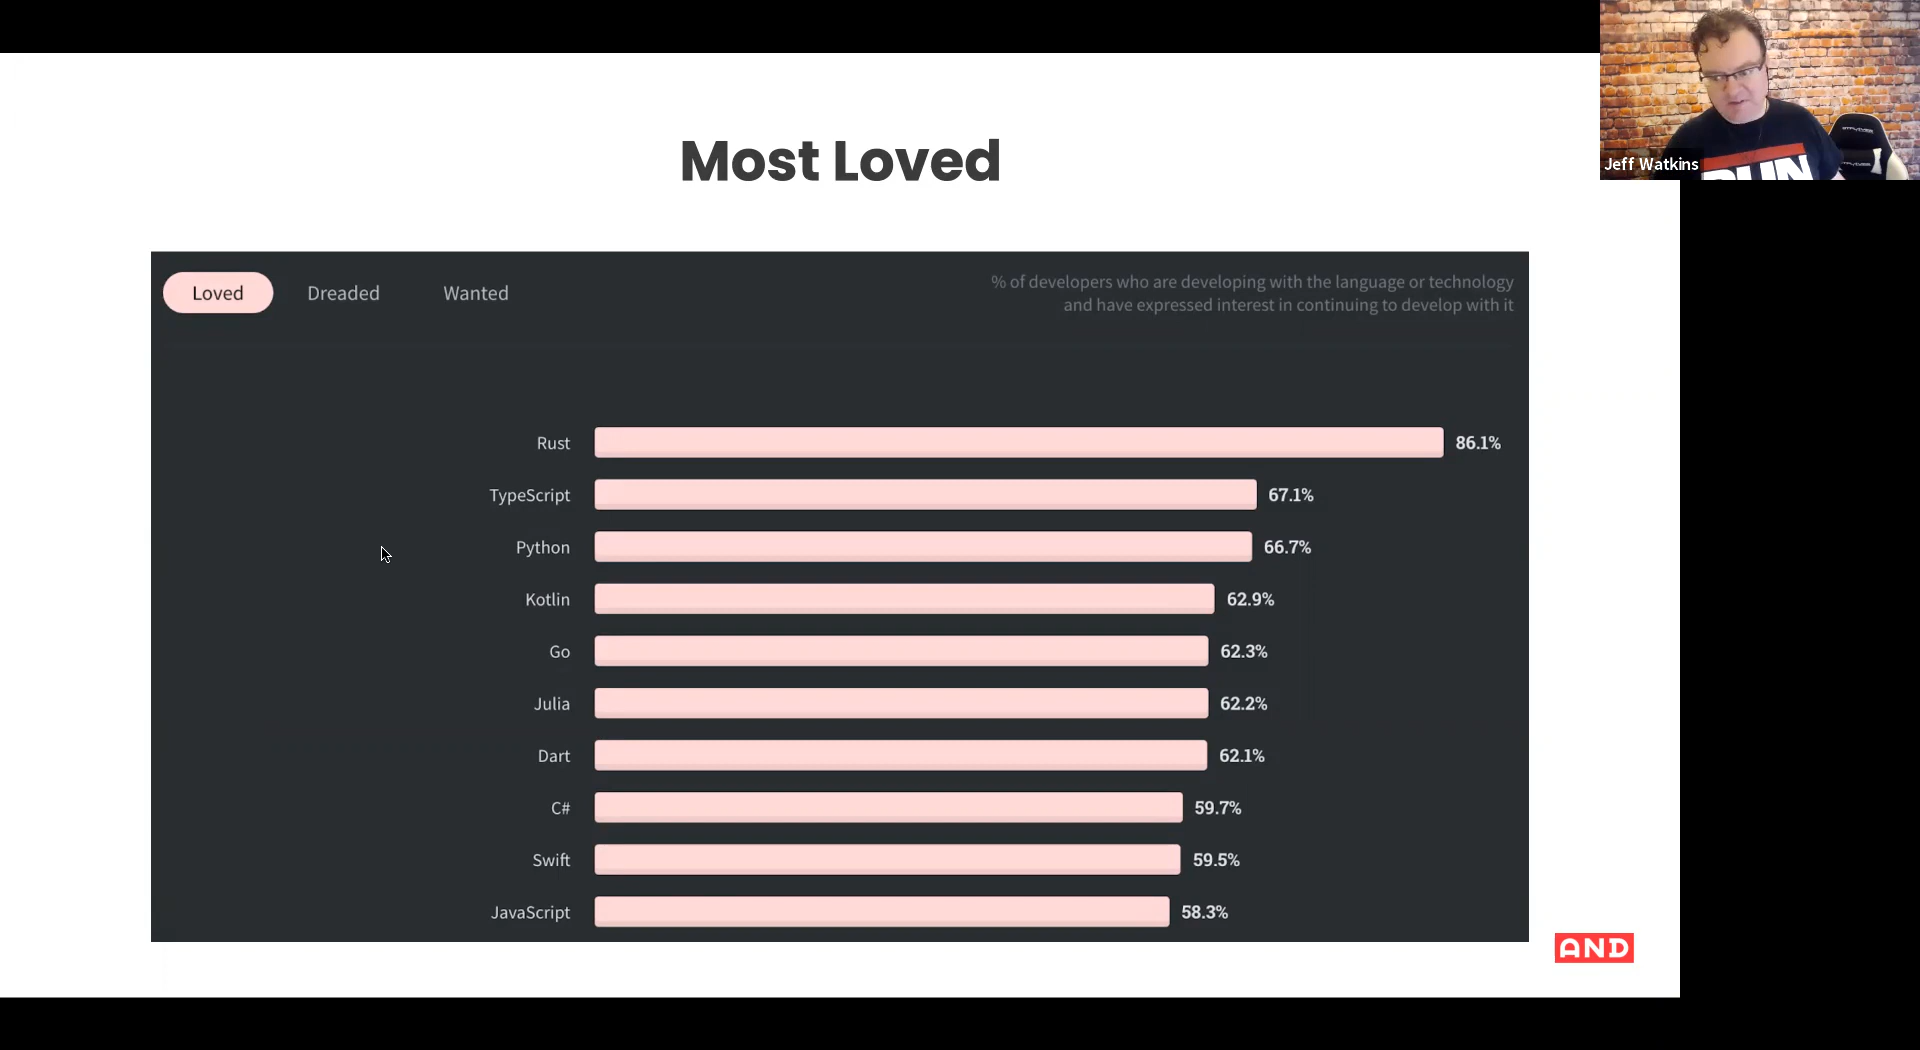 Most Loved
Jeff Watkins
Loved
Dreaded
Wanted
% of developers who are developing with the language or technology
and have expressed interest in continuing to develop with it
Rust 86.1%
TypeScript 67.1%
Python 66.7%
Kotlin 62.9%
Go 62.3%
Julia 62.2%
Dart 62.1%
C# 59.7%
Swift 59.5%
JavaScript 58.3%
AND